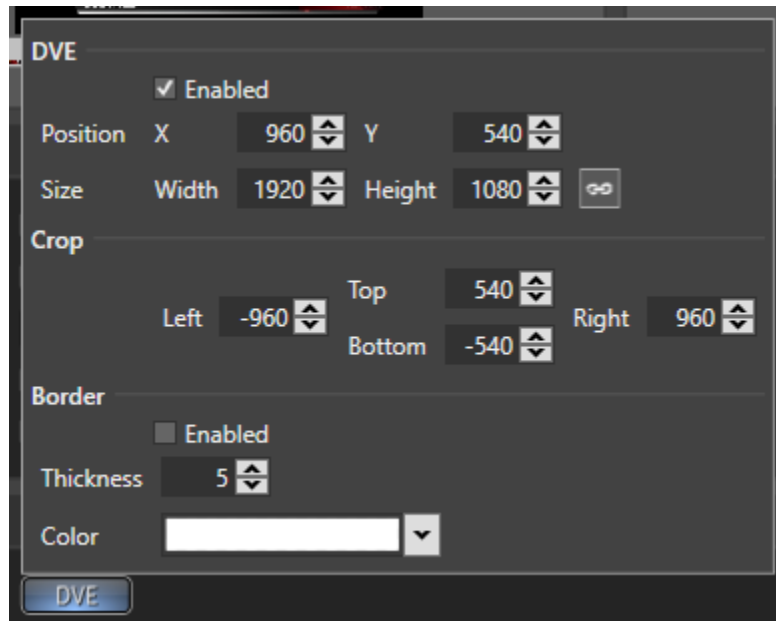 DVE
Enabled
Position X 960 Y 540
Size Width 1920 Height 1080
Crop
Left -960 Top 540 Bottom -540 Right 960
Border
Enabled
Thickness 5
Color
DVE